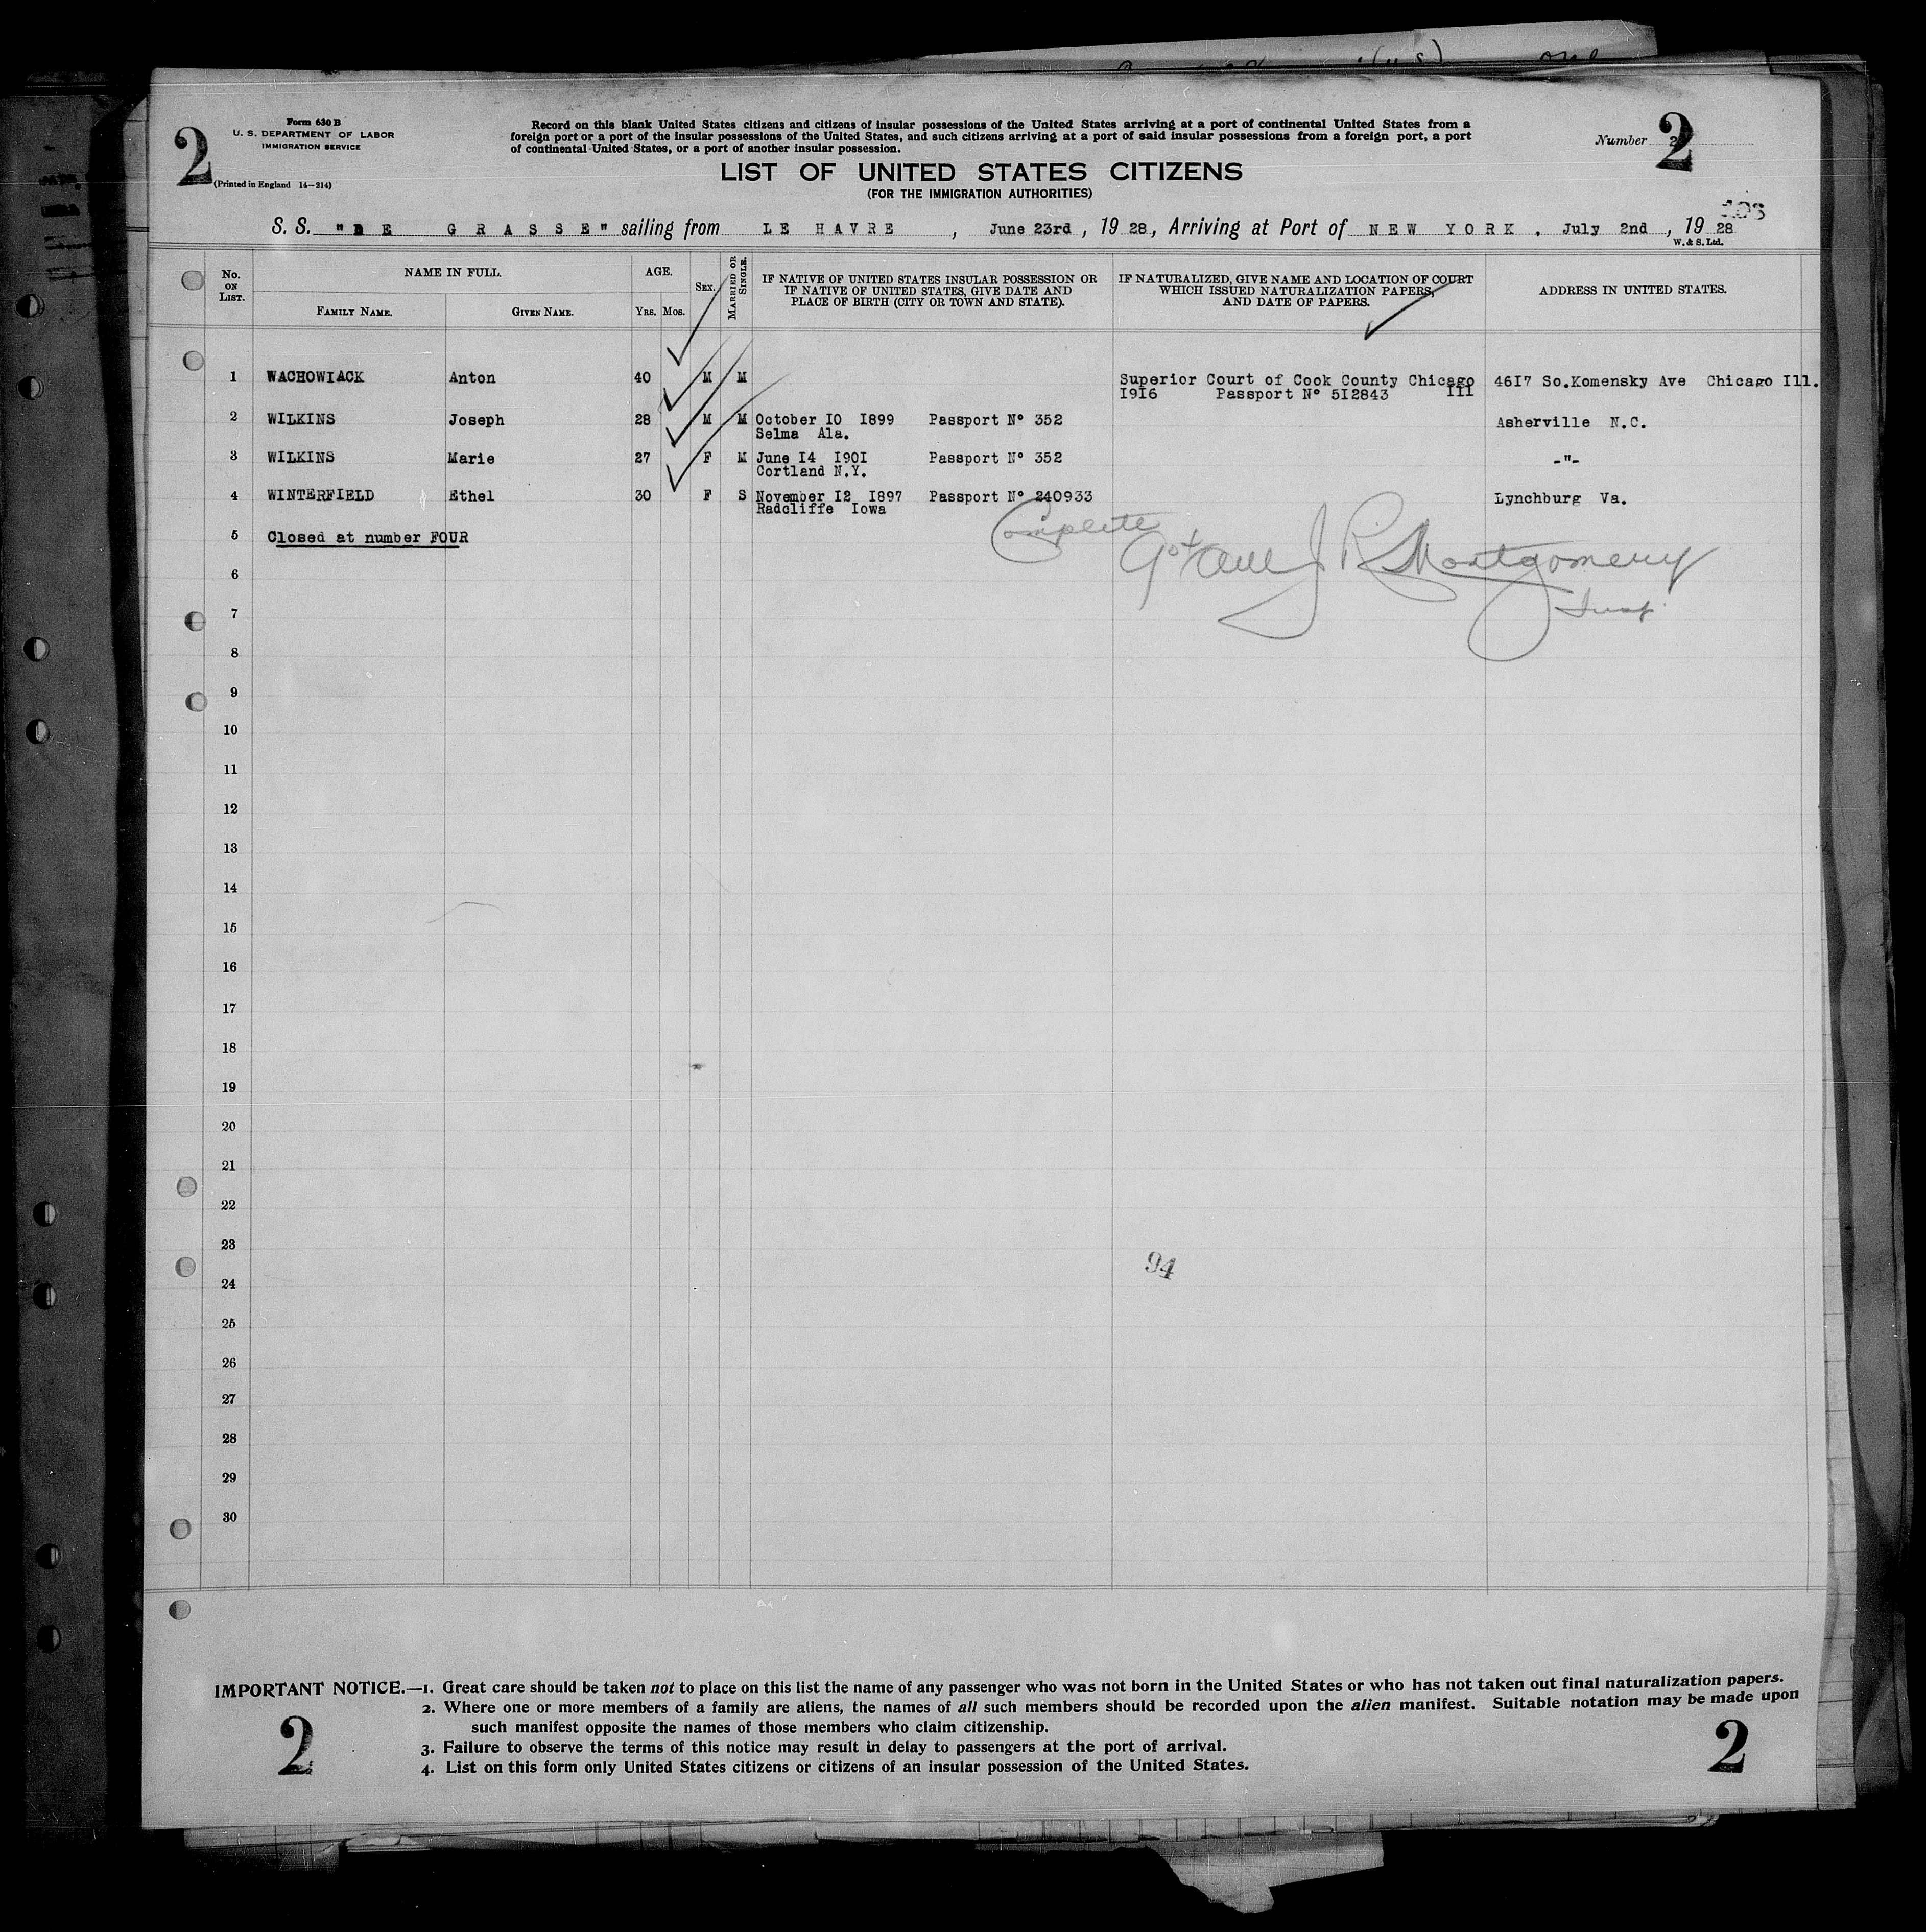 2
Form 630 B
U. S. DEPARTMENT OF LABOR
IMMIGRATION SERVICE
(Printed in England 14—214)
Record on this blank United States citizens and citizens of insular possessions of the United States arriving at a port of continental United States from a
foreign port or a port of the insular possessions of the United States, and such citizens arriving at a port of said insular possessions from a foreign port, a port
of continental United States, or a port of another insular possession.
Number 2
2
LIST OF UNITED STATES CITIZENS
(FOR THE IMMIGRATION AUTHORITIES)
S. S. "DE GRASSE" sailing from LE HAVRE, June 23rd, 1928, Arriving at Port of NEW YORK. July 2nd, 1928
W. & S. Ltd.
No. ON LIST.
NAME IN FULL.
FAMILY NAME.
GIVEN NAME.
AGE.
YRS. MOS.
SEX.
MARRIED OR SINGLE.
IF NATIVE OF UNITED STATES INSULAR POSSESSION OR
IF NATIVE OF UNITED STATES, GIVE DATE AND
PLACE OF BIRTH (CITY OR TOWN AND STATE).
IF NATURALIZED, GIVE NAME AND LOCATION OF COURT
WHICH ISSUED NATURALIZATION PAPERS,
AND DATE OF PAPERS.
ADDRESS IN UNITED STATES.
1 WACHOWIACK Anton 40 M M Superior Court of Cook County Chicago 46I7 So.Komensky Ave Chicago Ill.
I9I6 Passport Nº 5I2843 Ill
2 WILKINS Joseph 28 M M October IO I899 Passport Nº 352 Asherville N.C.
Selma Ala.
3 WILKINS Marie 27 F M June I4 I90I Passport Nº 352 -"-
Cortland N.Y.
4 WINTERFIELD Ethel 30 F S November I2 I897 Passport Nº 240933 Lynchburg Va.
Radcliffe Iowa
5 Closed at number FOUR
Complete
J R Montgomery
Insp.
6
7
8
9
10
11
12
13
14
15
16
17
18
19
20
21
22
23
94
24
25
26
27
28
29
30
IMPORTANT NOTICE.—1. Great care should be taken not to place on this list the name of any passenger who was not born in the United States or who has not taken out final naturalization papers.
2. Where one or more members of a family are aliens, the names of all such members should be recorded upon the alien manifest. Suitable notation may be made upon
such manifest opposite the names of those members who claim citizenship.
3. Failure to observe the terms of this notice may result in delay to passengers at the port of arrival.
4. List on this form only United States citizens or citizens of an insular possession of the United States.
2
2